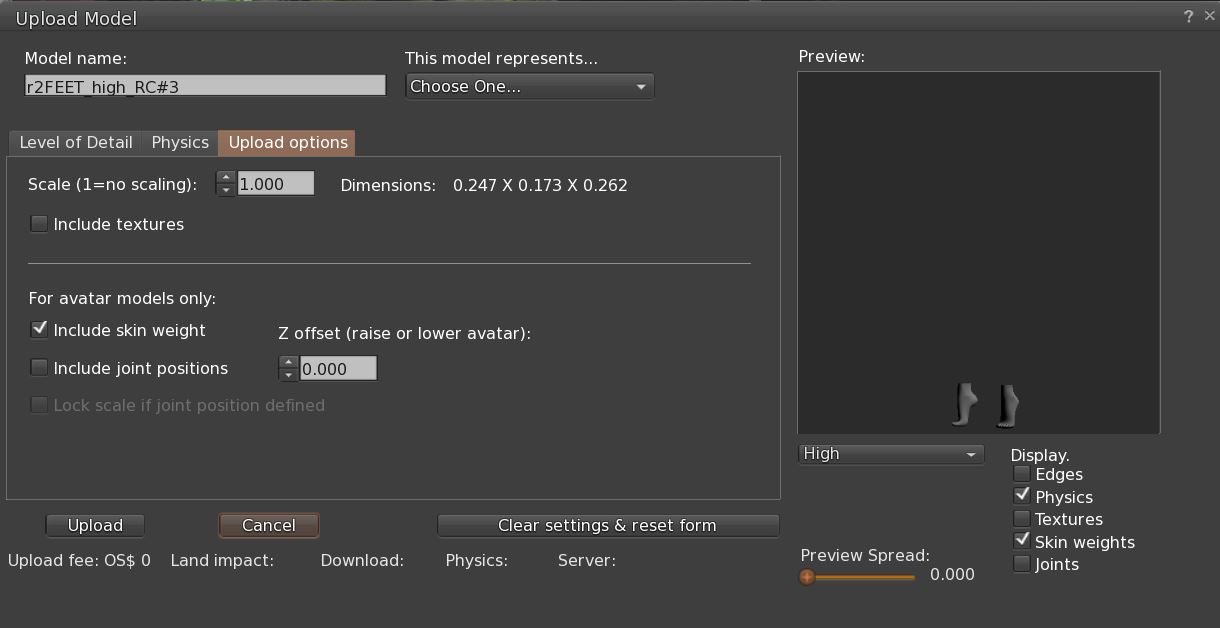 Upload Model
? ×
Model name:
This model represents...
Preview:
r2FEET_high_RC#3
Choose One...
Level of Detail
Physics
Upload options
Scale (1=no scaling):
1.000
Dimensions:
0.247 X 0.173 X 0.262
Include textures
For avatar models only:
Include skin weight
Z offset (raise or lower avatar):
Include joint positions
0.000
Lock scale if joint position defined
High
Display.
Edges
Physics
Textures
Skin weights
Joints
Upload
Cancel
Clear settings & reset form
Upload fee: OS$ 0
Land impact:
Download:
Physics:
Server:
Preview Spread:
0.000